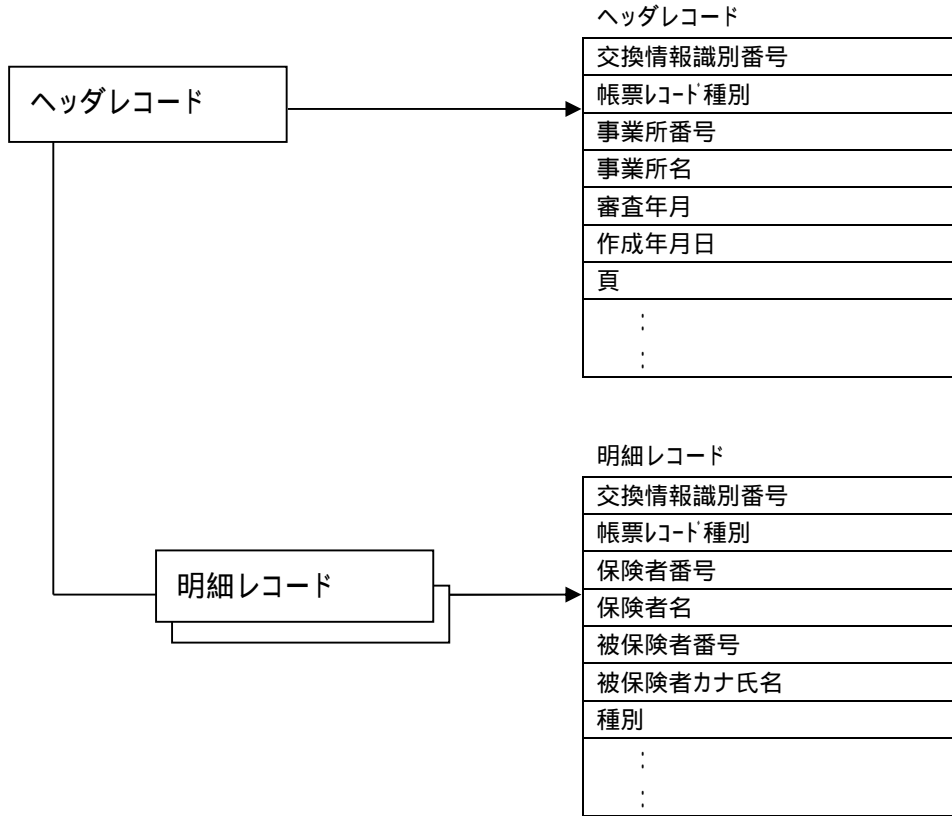 ヘッダレコード
ヘッダレコード
交換情報識別番号
帳票ﾚｺｰﾄﾞ種別
事業所番号
事業所名
審査年月
作成年月日
頁
:
:
明細レコード
明細レコード
交換情報識別番号
帳票ﾚｺｰﾄﾞ種別
保険者番号
保険者名
被保険者番号
被保険者カナ氏名
種別
:
: